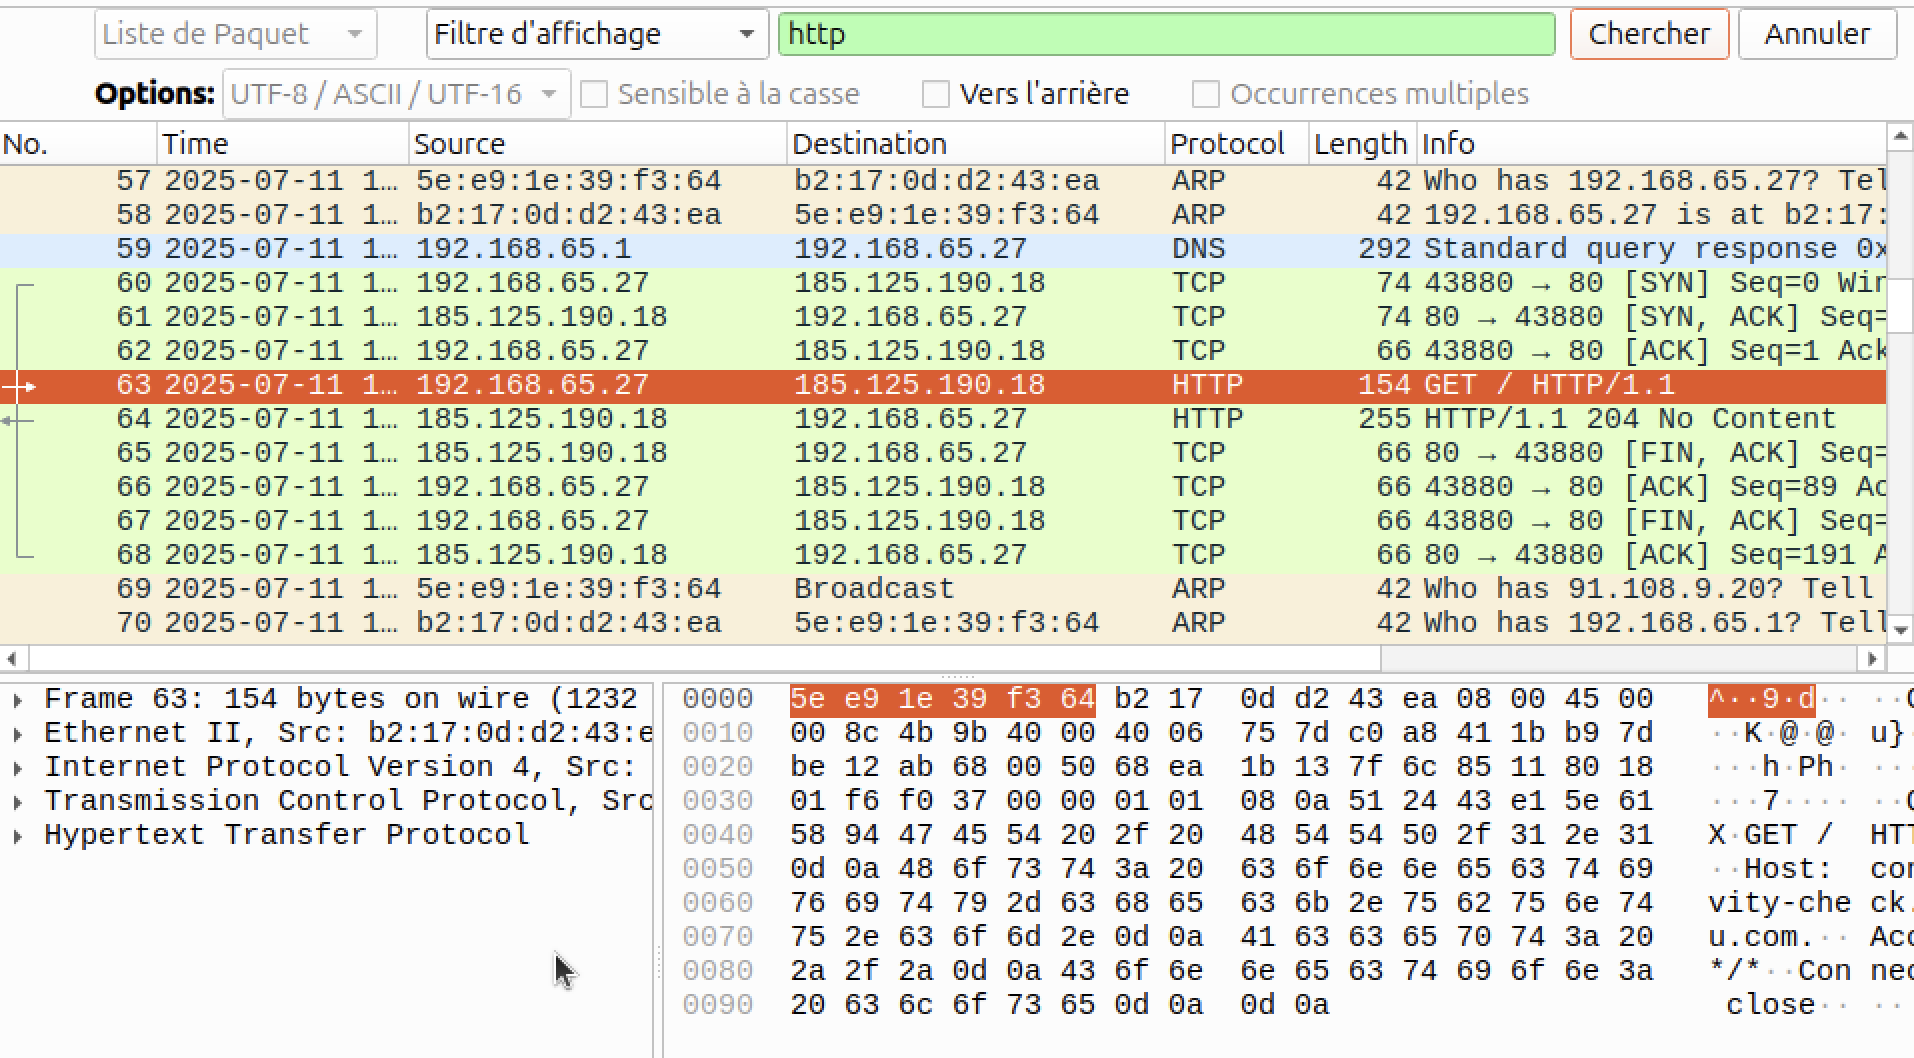 Liste de Paquet Filtre d'affichage http Chercher Annuler
Options: UTF-8 / ASCII / UTF-16 Sensible à la casse Vers l'arrière Occurrences multiples
No. Time Source Destination Protocol Length Info
57 2025-07-11 1… 5e:e9:1e:39:f3:64 b2:17:0d:d2:43:ea ARP 42 Who has 192.168.65.27? Tel
58 2025-07-11 1… b2:17:0d:d2:43:ea 5e:e9:1e:39:f3:64 ARP 42 192.168.65.27 is at b2:17:
59 2025-07-11 1… 192.168.65.1 192.168.65.27 DNS 292 Standard query response 0x
60 2025-07-11 1… 192.168.65.27 185.125.190.18 TCP 74 43880 → 80 [SYN] Seq=0 Win
61 2025-07-11 1… 185.125.190.18 192.168.65.27 TCP 74 80 → 43880 [SYN, ACK] Seq=
62 2025-07-11 1… 192.168.65.27 185.125.190.18 TCP 66 43880 → 80 [ACK] Seq=1 Ack
63 2025-07-11 1… 192.168.65.27 185.125.190.18 HTTP 154 GET / HTTP/1.1
64 2025-07-11 1… 185.125.190.18 192.168.65.27 HTTP 255 HTTP/1.1 204 No Content
65 2025-07-11 1… 185.125.190.18 192.168.65.27 TCP 66 80 → 43880 [FIN, ACK] Seq=
66 2025-07-11 1… 192.168.65.27 185.125.190.18 TCP 66 43880 → 80 [ACK] Seq=89 Ac
67 2025-07-11 1… 192.168.65.27 185.125.190.18 TCP 66 43880 → 80 [FIN, ACK] Seq=
68 2025-07-11 1… 185.125.190.18 192.168.65.27 TCP 66 80 → 43880 [ACK] Seq=191 A
69 2025-07-11 1… 5e:e9:1e:39:f3:64 Broadcast ARP 42 Who has 91.108.9.20? Tell
70 2025-07-11 1… b2:17:0d:d2:43:ea 5e:e9:1e:39:f3:64 ARP 42 Who has 192.168.65.1? Tell
Frame 63: 154 bytes on wire (1232
Ethernet II, Src: b2:17:0d:d2:43:e
Internet Protocol Version 4, Src:
Transmission Control Protocol, Src
Hypertext Transfer Protocol
0000 5e e9 1e 39 f3 64 b2 17 0d d2 43 ea 08 00 45 00 ^··9·d·· ··
0010 00 8c 4b 9b 40 00 40 06 75 7d c0 a8 41 1b b9 7d ··K·@·@· u}
0020 be 12 ab 68 00 50 68 ea 1b 13 7f 6c 85 11 80 18 ···h·Ph· ···
0030 01 f6 f0 37 00 00 01 01 08 0a 51 24 43 e1 5e 61 ···7···· ··
0040 58 94 47 45 54 20 2f 20 48 54 54 50 2f 31 2e 31 X·GET / HTT
0050 0d 0a 48 6f 73 74 3a 20 63 6f 6e 6e 65 63 74 69 ··Host: con
0060 76 69 74 79 2d 63 68 65 63 6b 2e 75 62 75 6e 74 vity-che ck.
0070 75 2e 63 6f 6d 2e 0d 0a 41 63 63 65 70 74 3a 20 u.com.·· Acc
0080 2a 2f 2a 0d 0a 43 6f 6e 6e 65 63 74 69 6f 6e 3a */*··Con nec
0090 20 63 6c 6f 73 65 0d 0a 0d 0a close·· ··